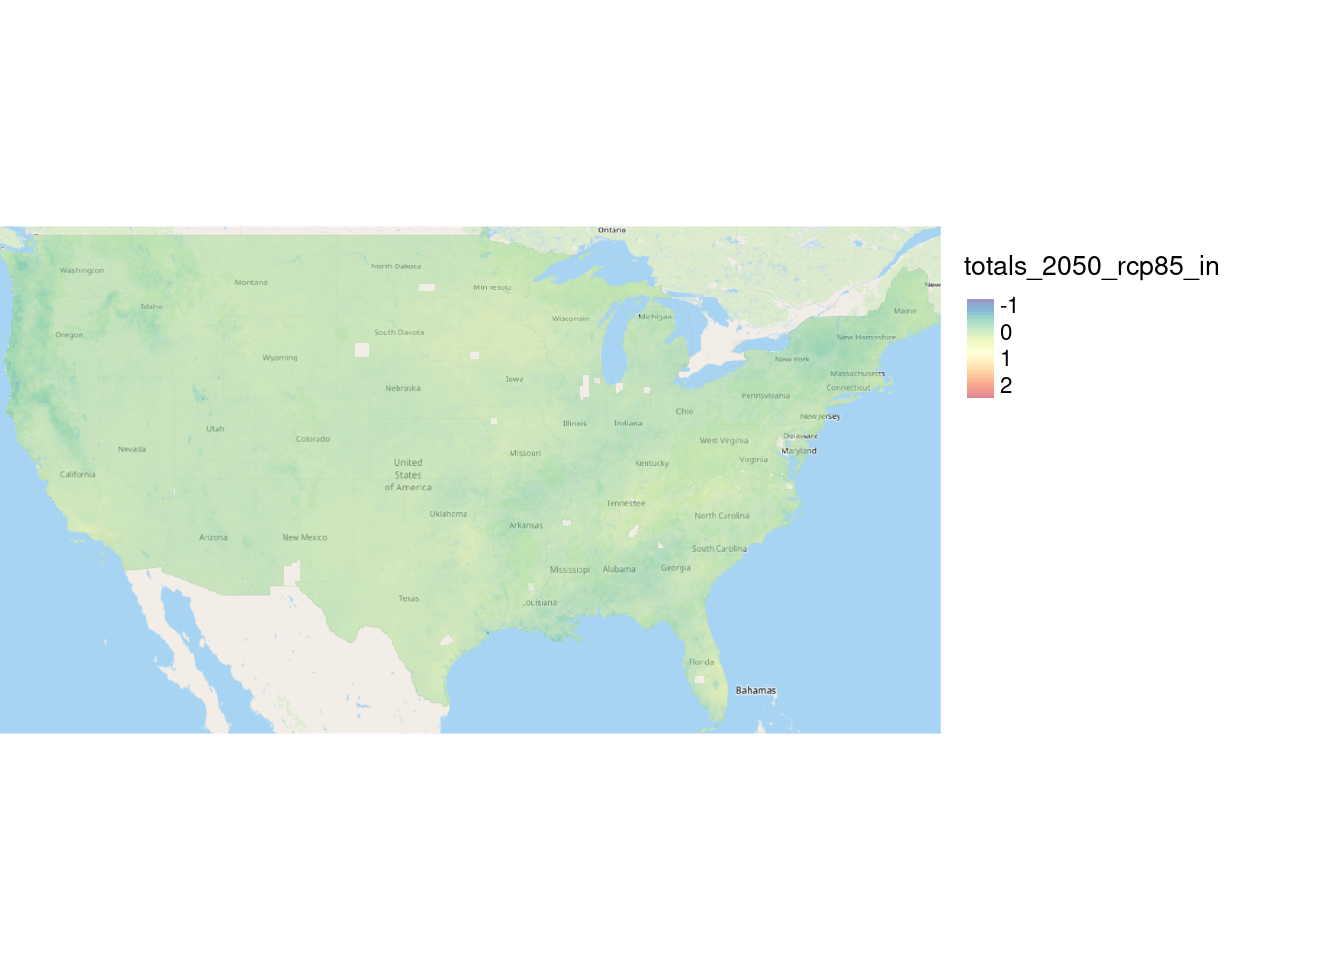 Ontario
Washington
North Dakota
Montana
Minnesota
New
Idaho
Maine
Oregon
South Dakota
Wisconsin
Michigan
New Hampshire
Wyoming
New York
Iowa
Massachusetts
Nebraska
Connecticut
Pennsylvania
Ohio
New Jersey
Utah
Illinois
Indiana
Colorado
West Virginia
Delaware
Nevada
Missouri
Maryland
United
States
of America
Kentucky
Virginia
California
Tennessee
Oklahoma
North Carolina
Arkansas
Arizona
New Mexico
South Carolina
Mississippi
Alabama
Georgia
Texas
Louisiana
Florida
Bahamas
totals_2050_rcp85_in
-1
0
1
2